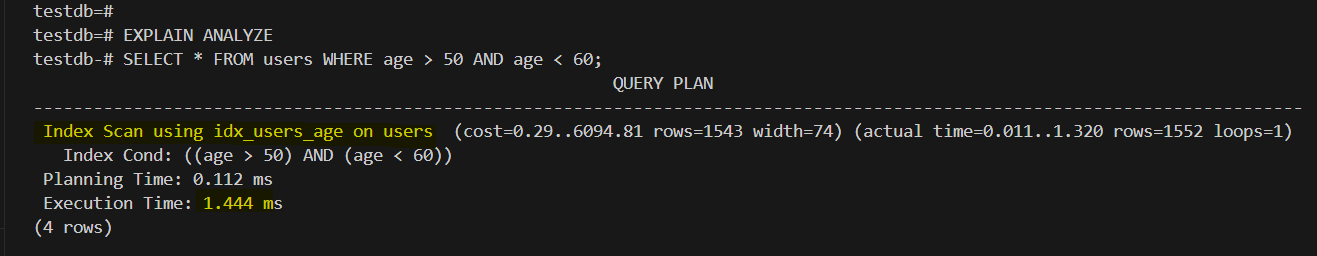 testdb=#
testdb=# EXPLAIN ANALYZE
testdb-# SELECT * FROM users WHERE age > 50 AND age < 60;
QUERY PLAN
-------------------------------------------------------------------------------------------------------------------------------
Index Scan using idx_users_age on users  (cost=0.29..6094.81 rows=1543 width=74) (actual time=0.011..1.320 rows=1552 loops=1)
Index Cond: ((age > 50) AND (age < 60))
Planning Time: 0.112 ms
Execution Time: 1.444 ms
(4 rows)